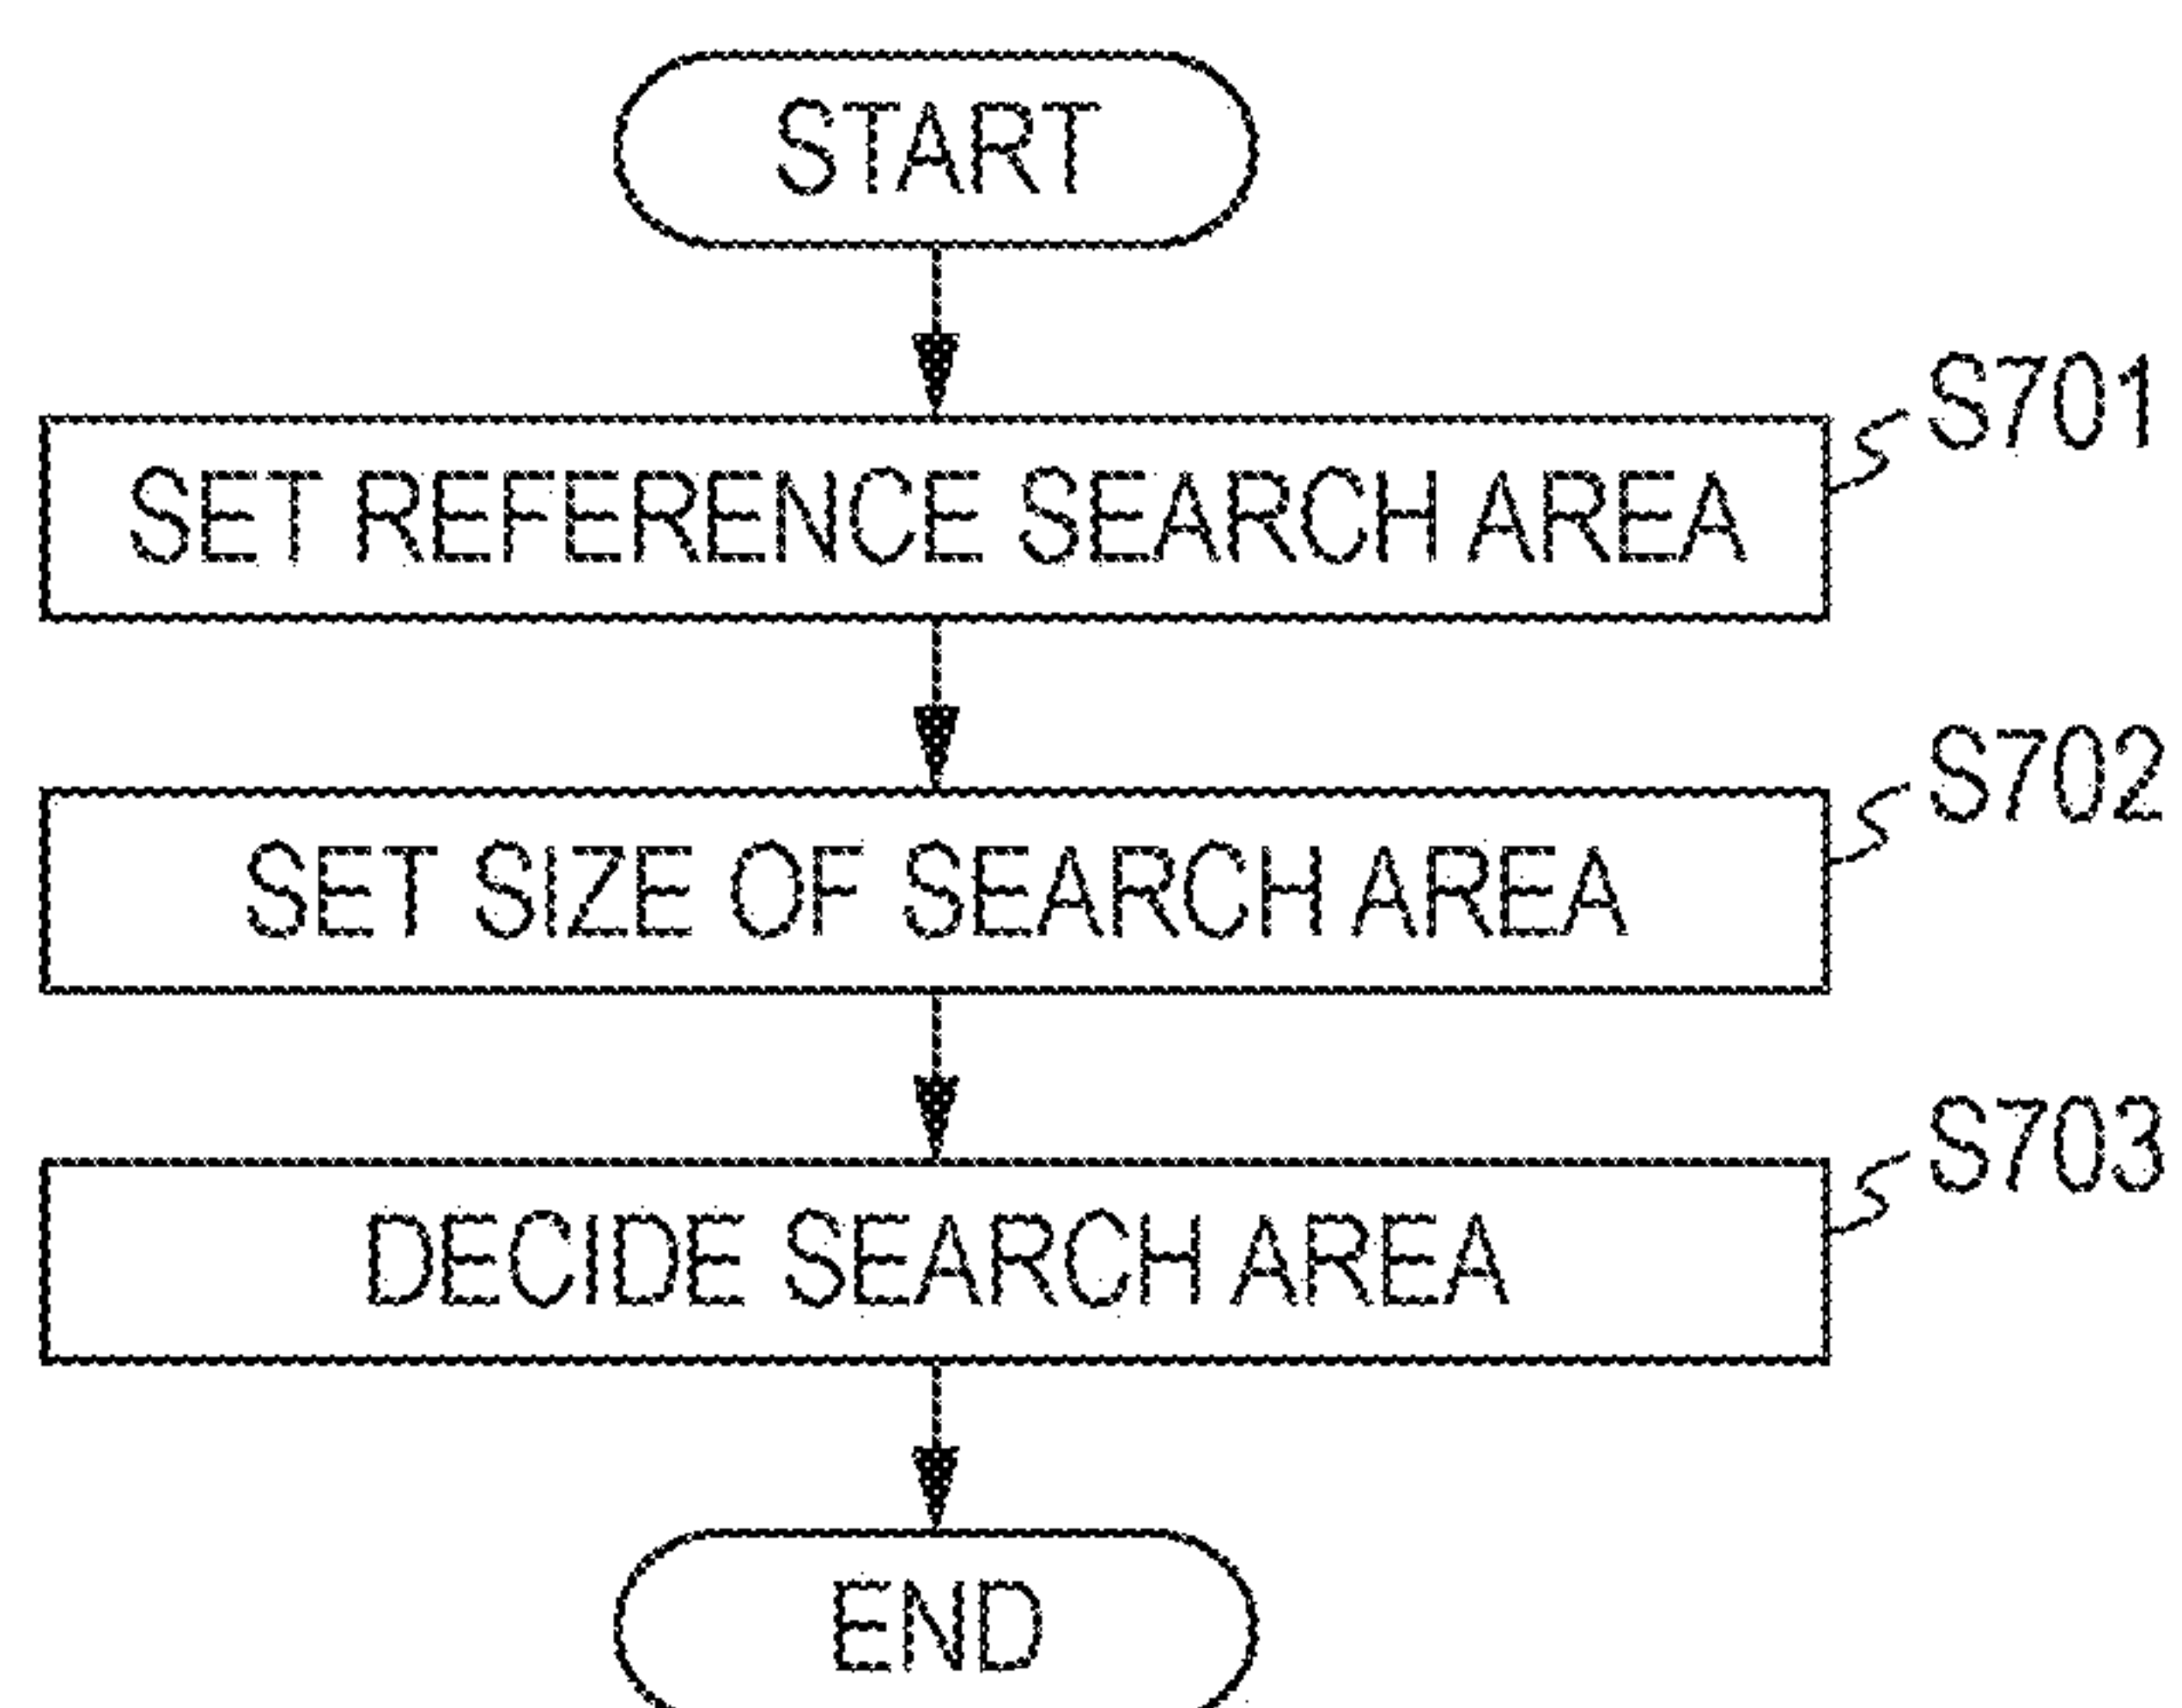 START
S701
SET REFERENCE SEARCH AREA
S702
SET SIZE OF SEARCH AREA
S703
DECIDE SEARCH AREA
END